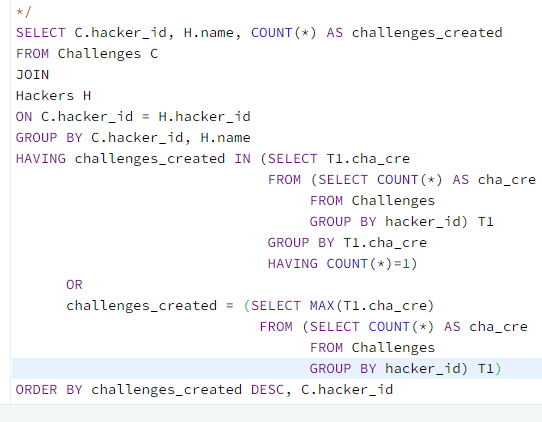 */
SELECT C.hacker_id, H.name, COUNT(*) AS challenges_created
FROM Challenges C
JOIN
Hackers H
ON C.hacker_id = H.hacker_id
GROUP BY C.hacker_id, H.name
HAVING challenges_created IN (SELECT T1.cha_cre
FROM (SELECT COUNT(*) AS cha_cre
FROM Challenges
GROUP BY hacker_id) T1
GROUP BY T1.cha_cre
HAVING COUNT(*)=1)
OR
challenges_created = (SELECT MAX(T1.cha_cre)
FROM (SELECT COUNT(*) AS cha_cre
FROM Challenges
GROUP BY hacker_id) T1)
ORDER BY challenges_created DESC, C.hacker_id